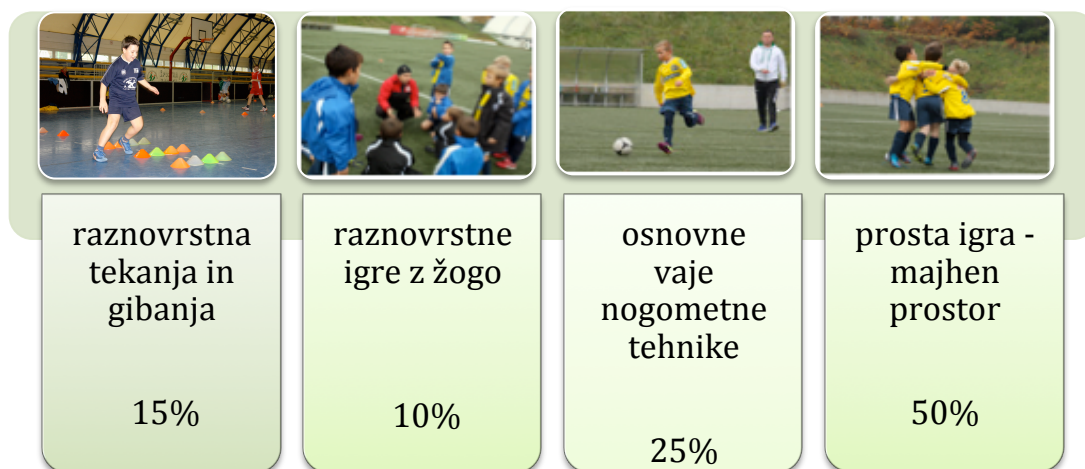 raznovrstna
tekanja in
gibanja
15%
raznovrstne
igre z žogo
10%
osnovne
vaje
nogometne
tehnike
25%
prosta igra -
majhen
prostor
50%